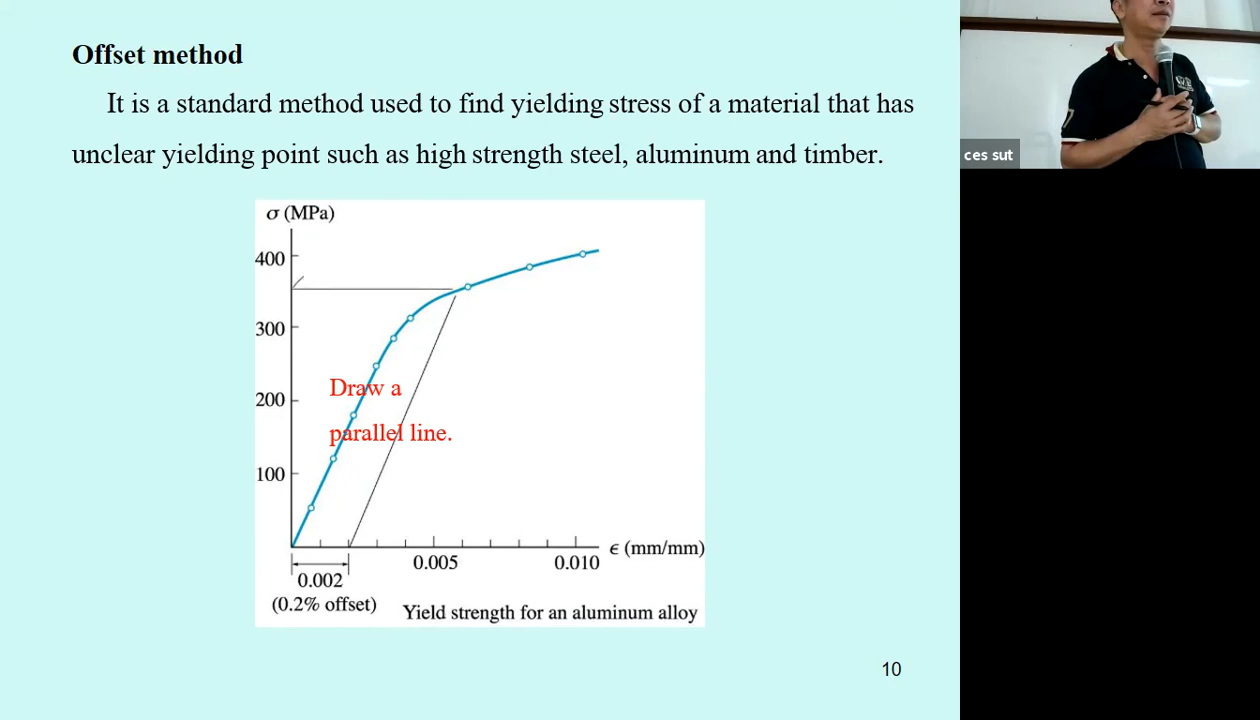 Offset method
It is a standard method used to find yielding stress of a material that has
unclear yielding point such as high strength steel, aluminum and timber.
σ (MPa)
400
300
200
100
Draw a
parallel line.
ϵ (mm/mm)
0.005
0.010
0.002
(0.2% offset)
Yield strength for an aluminum alloy
10
ces sut